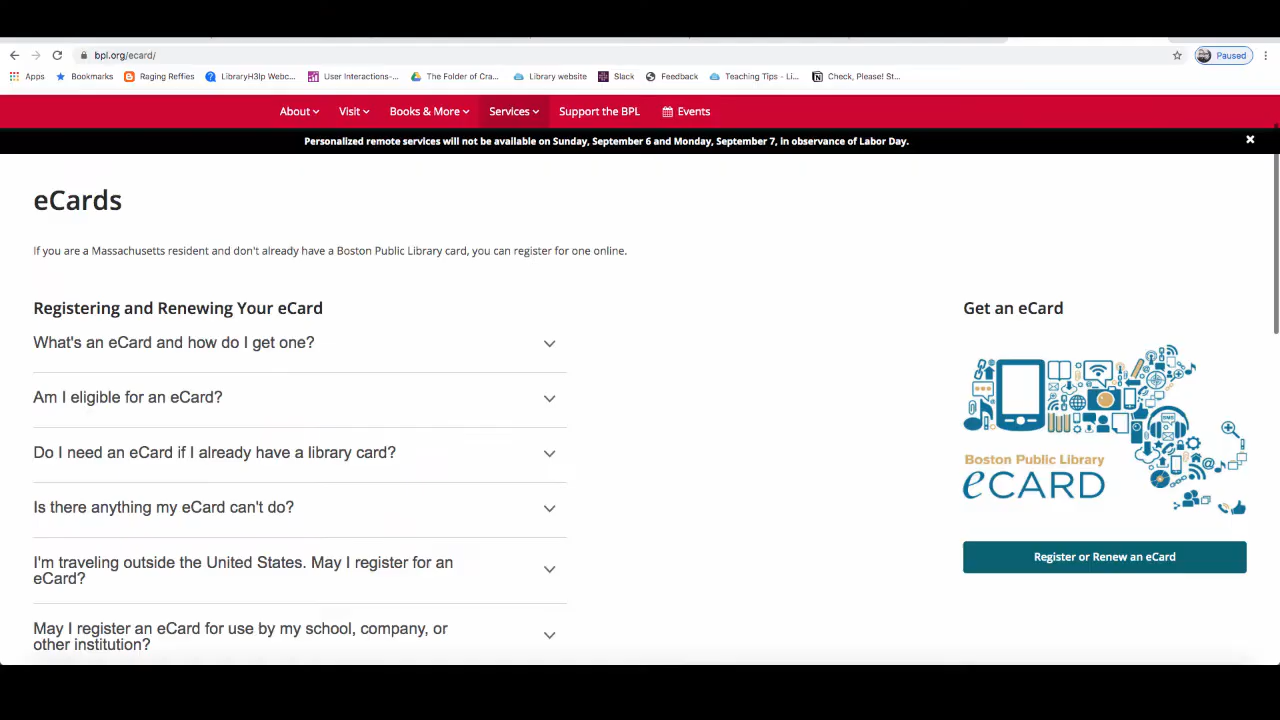 bpl.org/ecard/
Paused
Apps Bookmarks Raging Reffies LibraryH3lp Webc... User Interactions-... The Folder of Cra... Library website Slack Feedback Teaching Tips - Li... Check, Please! St...
About Visit Books & More Services Support the BPL Events
Personalized remote services will not be available on Sunday, September 6 and Monday, September 7, in observance of Labor Day.
eCards
If you are a Massachusetts resident and don't already have a Boston Public Library card, you can register for one online.
Registering and Renewing Your eCard
What's an eCard and how do I get one?
Am I eligible for an eCard?
Do I need an eCard if I already have a library card?
Is there anything my eCard can't do?
I'm traveling outside the United States. May I register for an
eCard?
May I register an eCard for use by my school, company, or
other institution?
Get an eCard
SMS
Boston Public Library
eCARD
Register or Renew an eCard